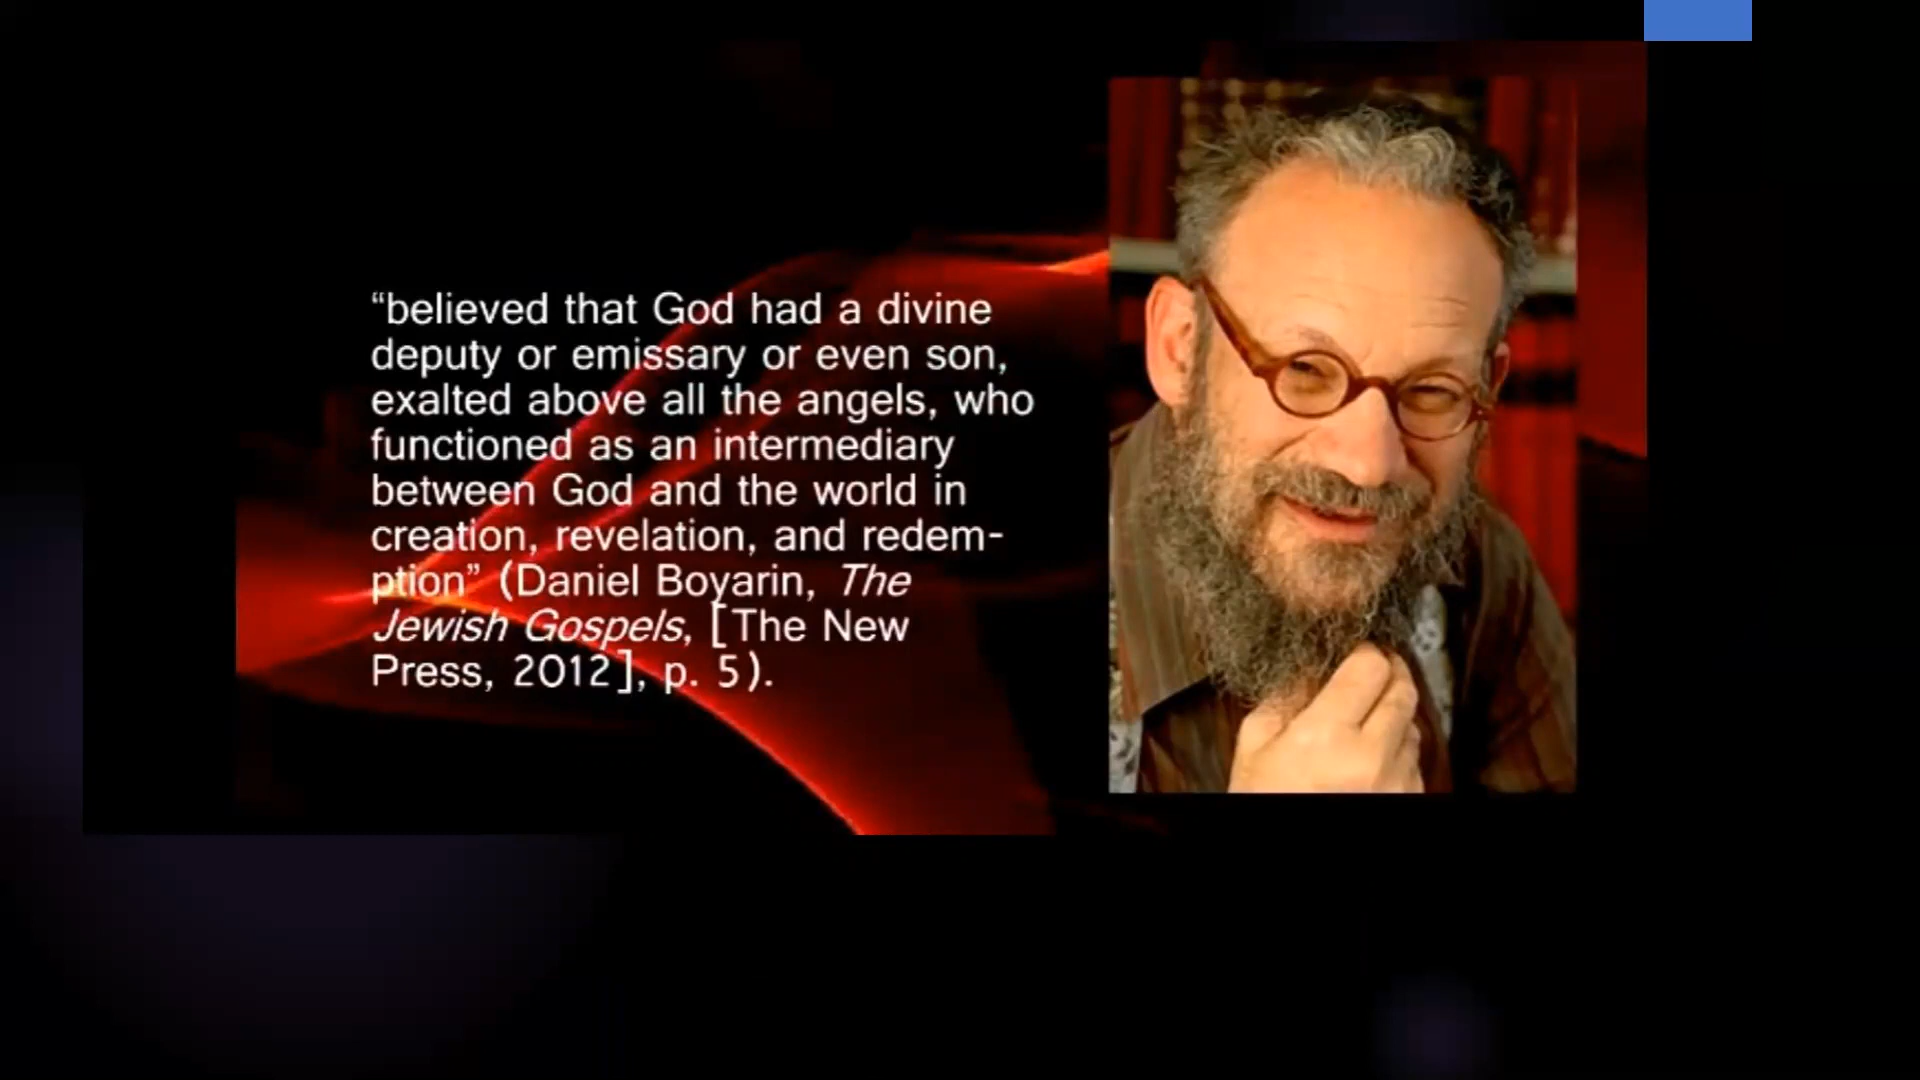 “believed that God had a divine
deputy or emissary or even son,
exalted above all the angels, who
functioned as an intermediary
between God and the world in
creation, revelation, and redem-
ption” (Daniel Boyarin, The
Jewish Gospels, [The New
Press, 2012], p. 5).